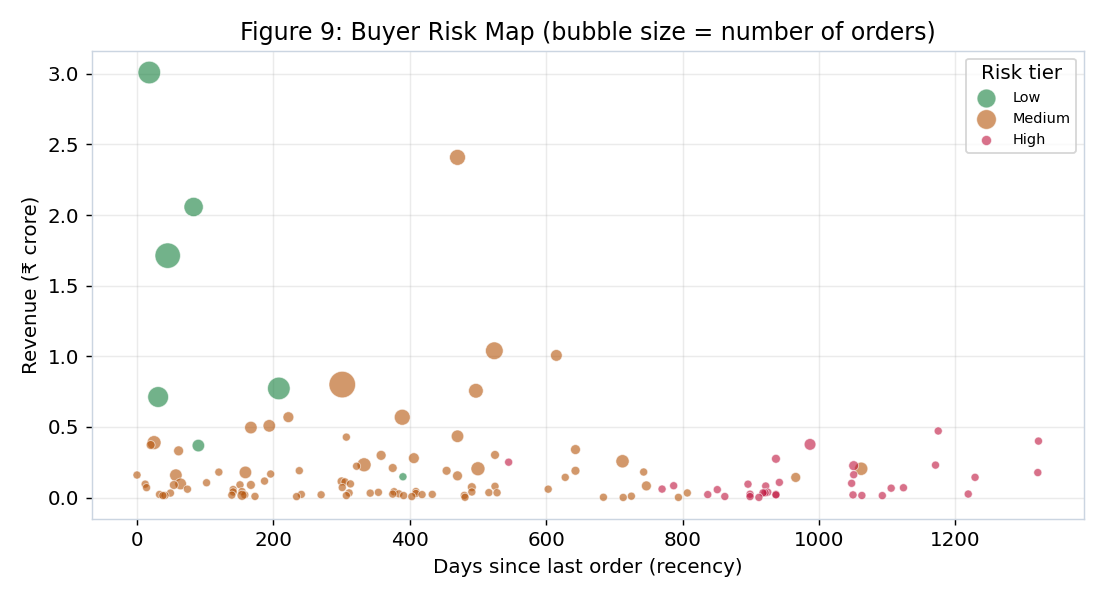 Figure 9: Buyer Risk Map (bubble size = number of orders)
Risk tier
Low
Medium
High
Revenue (₹ crore)
3.0
2.5
2.0
1.5
1.0
0.5
0.0
0 200 400 600 800 1000 1200
Days since last order (recency)